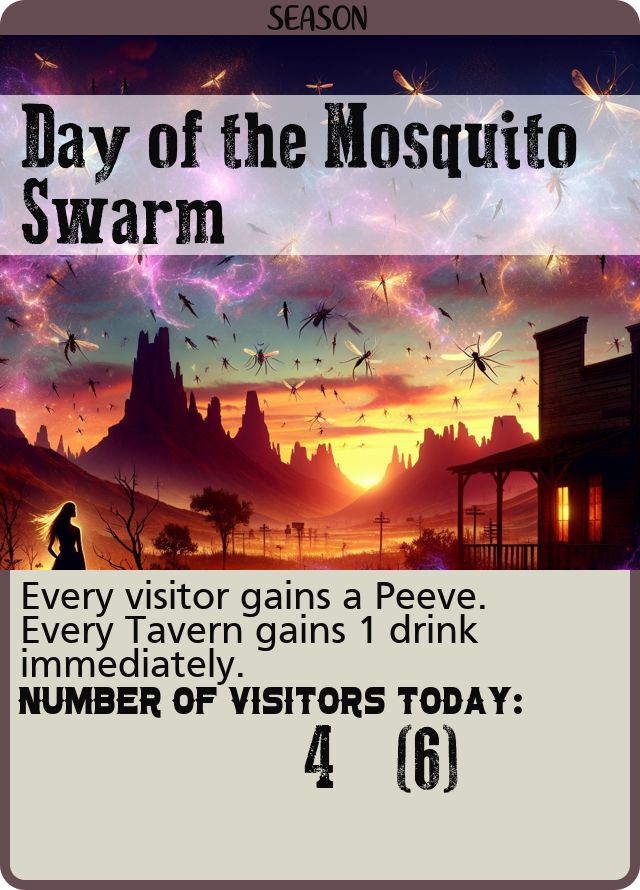 SEASON
Day of the Mosquito
Swarm
Every visitor gains a Peeve.
Every Tavern gains 1 drink
immediately.
NUMBER OF VISITORS TODAY:
4 (6)